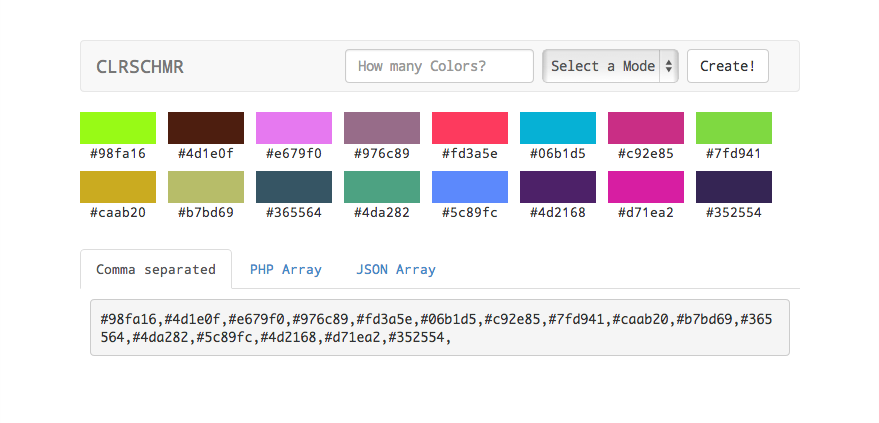 CLRSCHMR How many Colors? Select a Mode Create!
#98fa16 #4d1e0f #e679f0 #976c89 #fd3a5e #06b1d5 #c92e85 #7fd941
#caab20 #b7bd69 #365564 #4da282 #5c89fc #4d2168 #d71ea2 #352554
Comma separated PHP Array JSON Array
#98fa16,#4d1e0f,#e679f0,#976c89,#fd3a5e,#06b1d5,#c92e85,#7fd941,#caab20,#b7bd69,#365
564,#4da282,#5c89fc,#4d2168,#d71ea2,#352554,